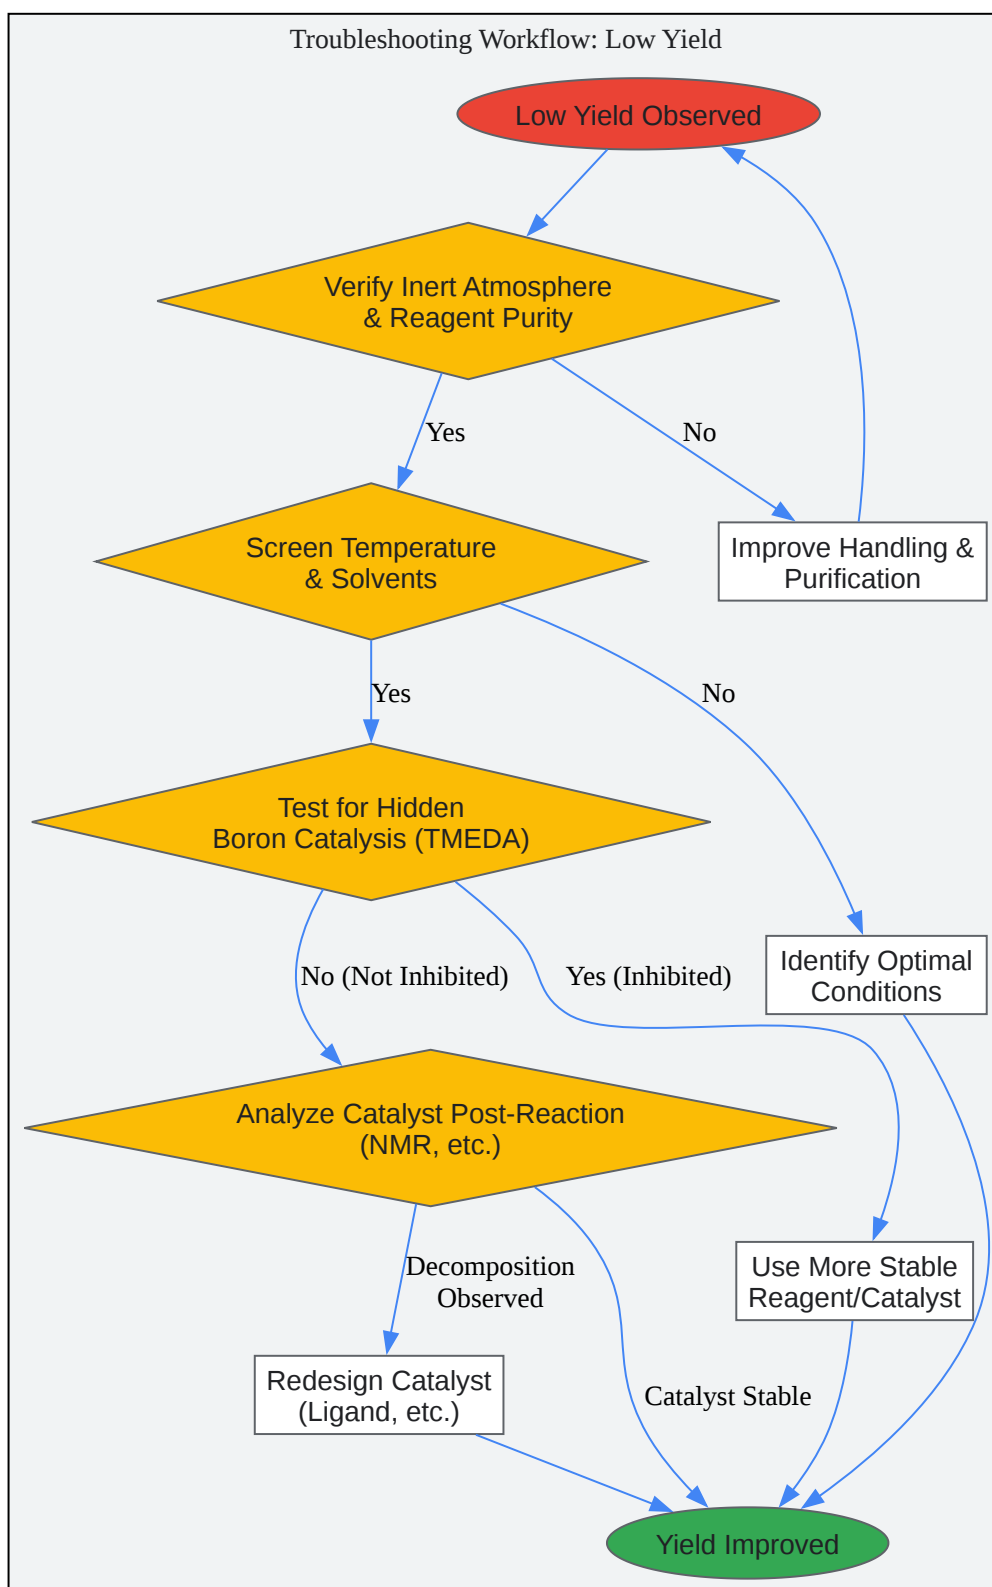 Troubleshooting Workflow: Low Yield
Low Yield Observed
Verify Inert Atmosphere
& Reagent Purity
Yes
No
Screen Temperature
& Solvents
Improve Handling &
Purification
Yes
No
Test for Hidden
Boron Catalysis (TMEDA)
No (Not Inhibited)
Yes (Inhibited)
Identify Optimal
Conditions
Analyze Catalyst Post-Reaction
(NMR, etc.)
Decomposition
Observed
Use More Stable
Reagent/Catalyst
Redesign Catalyst
(Ligand, etc.)
Catalyst Stable
Yield Improved